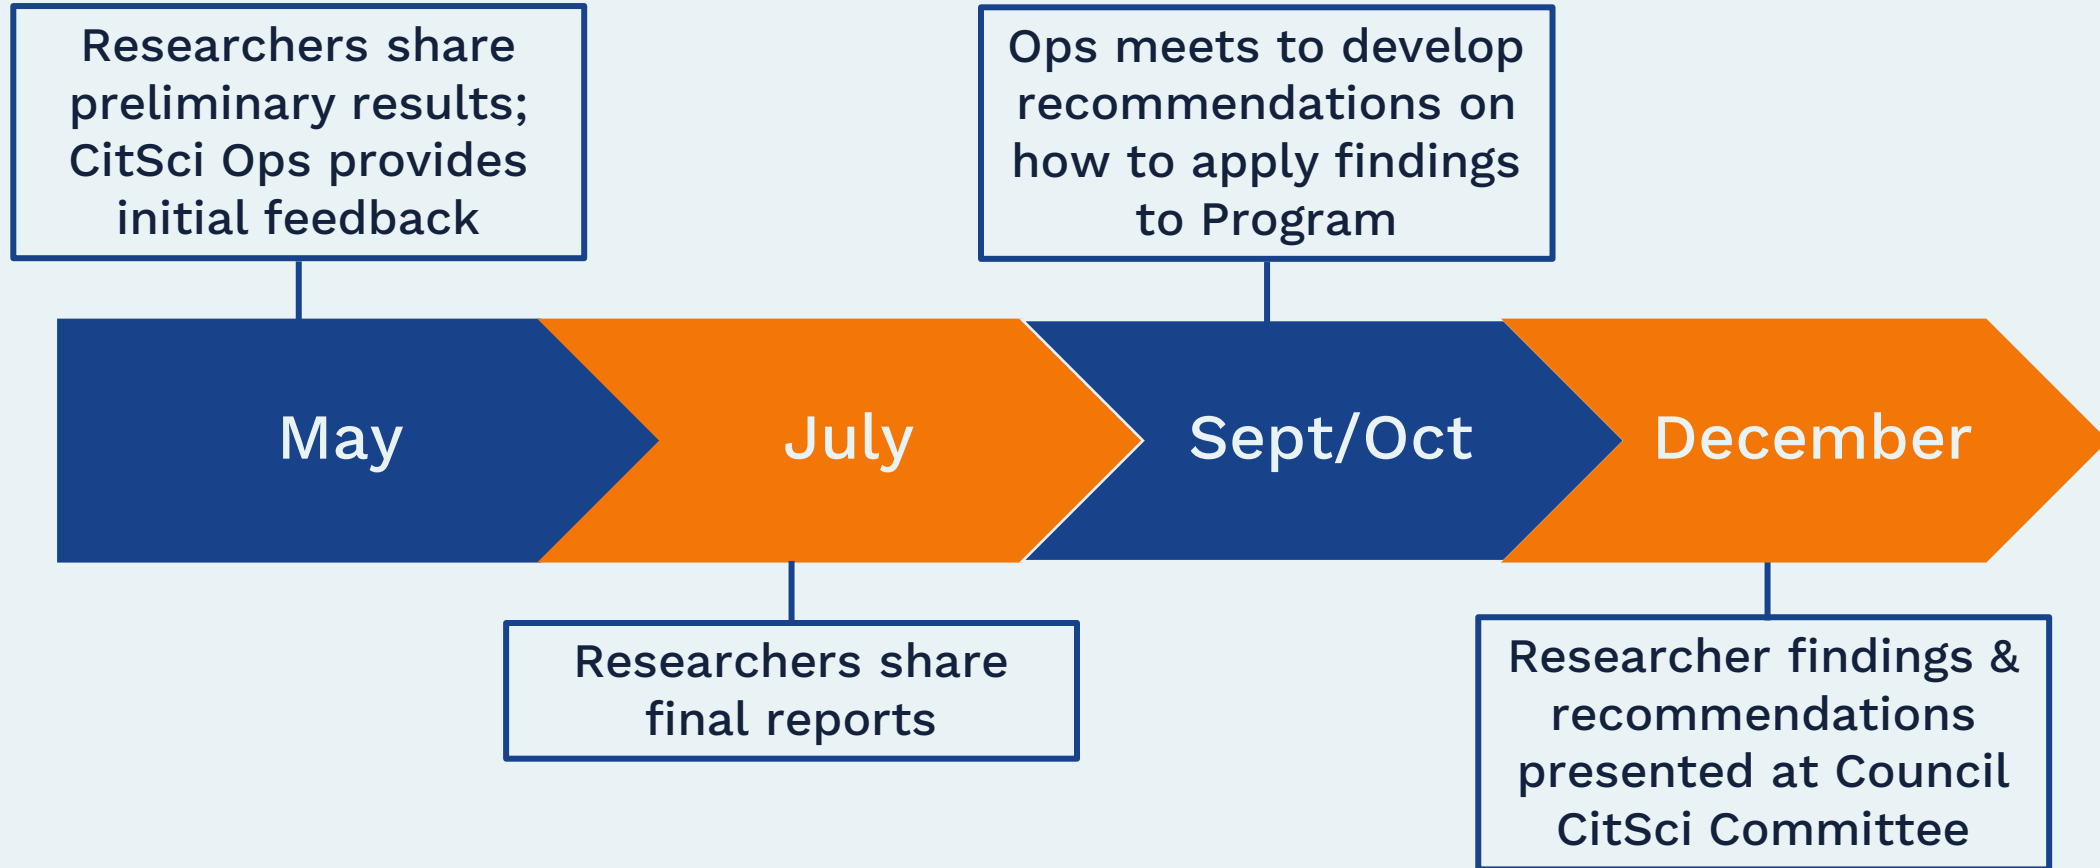 Researchers share
preliminary results;
CitSci Ops provides
initial feedback
Ops meets to develop
recommendations on
how to apply findings
to Program
May
July
Sept/Oct
December
Researchers share
final reports
Researcher findings &
recommendations
presented at Council
CitSci Committee